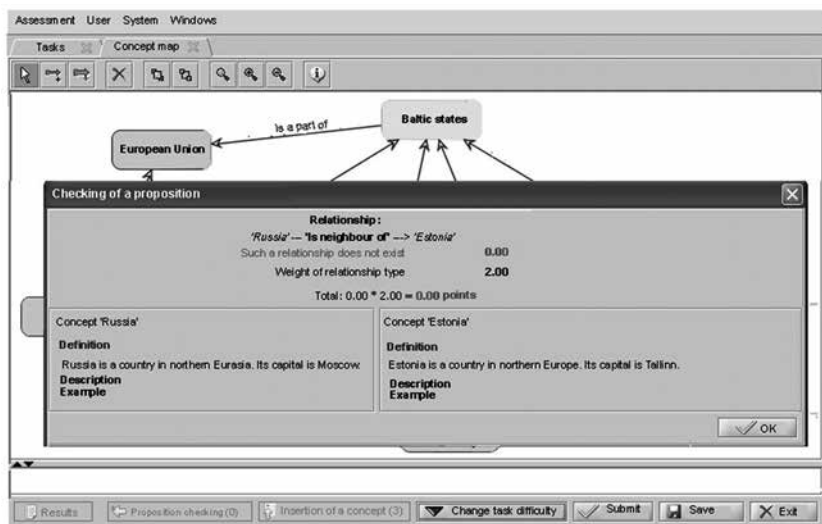 Assessment User System Windows
Tasks Concept map
Is a part of
Baltic states
European Union
Checking of a proposition
Relationship:
'Russia'--- 'Is neighbour of' ---> 'Estonia'
Such a relationship does not exist 0.00
Weight of relationship type 2.00
Total: 0.00 * 2.00 = 0.00 points
Concept 'Russia'
Definition
Russia is a country in northern Eurasia. Its capital is Moscow.
Description
Example
Concept 'Estonia'
Definition
Estonia is a country in northern Europe. Its capital is Tallinn.
Description
Example
OK
Results Proposition checking (0) Insertion of a concept (3) Change task difficulty Submit Save Exit